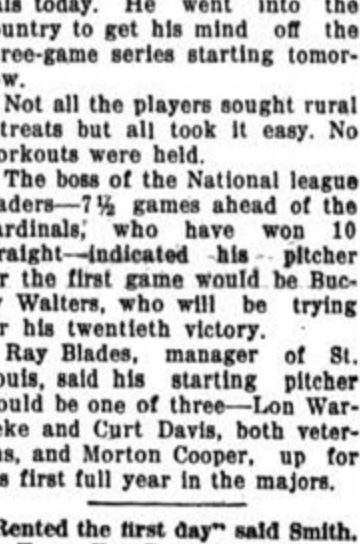 als today. He went into the
ountry to get his mind off the
ree-game series starting tomor-
w.
Not all the players sought rural
treats but all took it easy. No
orkouts were held.
The boss of the National league
aders—7½ games ahead of the
ardinals, who have won 10
raight—indicated his pitcher
r the first game would be Buc-
y Walters, who will be trying
r his twentieth victory.
Ray Blades, manager of St.
ouis, said his starting pitcher
ould be one of three—Lon War-
eke and Curt Davis, both veter-
ns, and Morton Cooper, up for
s first full year in the majors.
Rented the first day" said Smith.